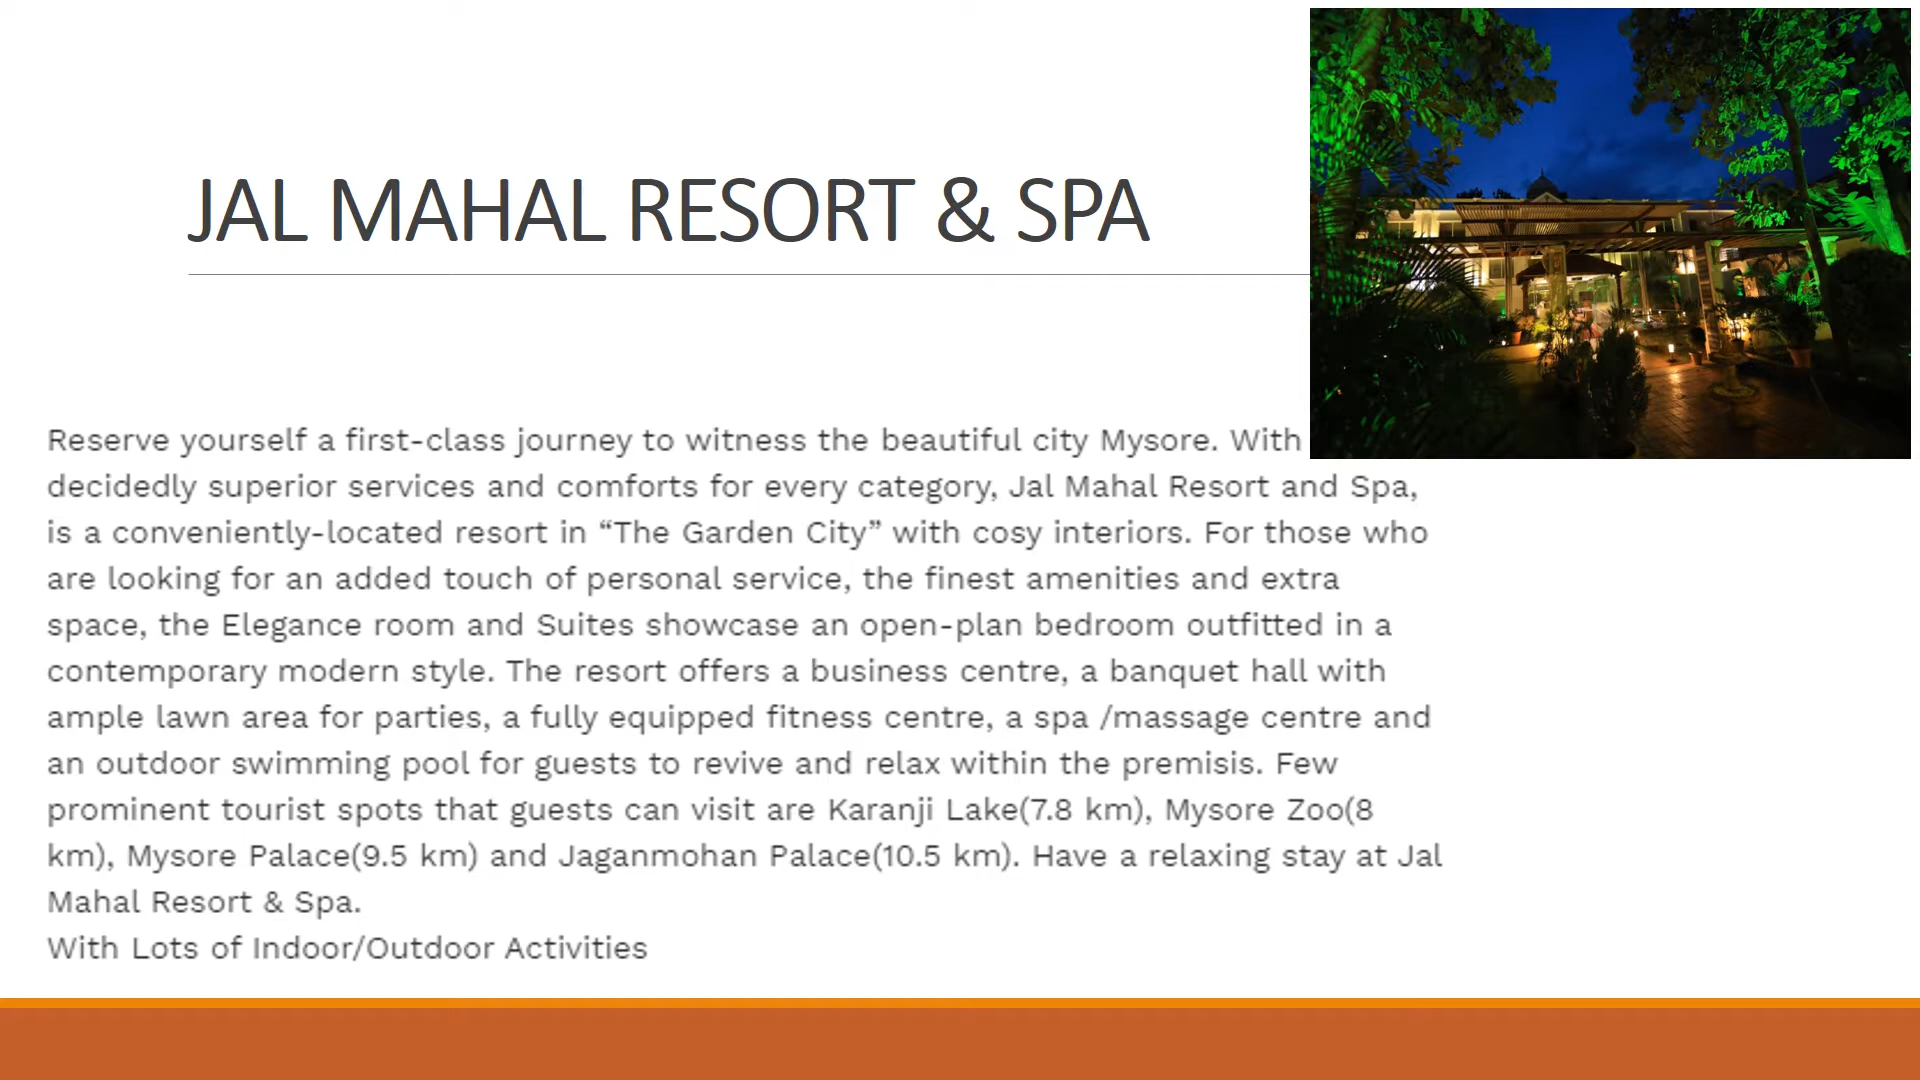 JAL MAHAL RESORT & SPA
Reserve yourself a first-class journey to witness the beautiful city Mysore. With
decidedly superior services and comforts for every category, Jal Mahal Resort and Spa,
is a conveniently-located resort in “The Garden City” with cosy interiors. For those who
are looking for an added touch of personal service, the finest amenities and extra
space, the Elegance room and Suites showcase an open-plan bedroom outfitted in a
contemporary modern style. The resort offers a business centre, a banquet hall with
ample lawn area for parties, a fully equipped fitness centre, a spa /massage centre and
an outdoor swimming pool for guests to revive and relax within the premisis. Few
prominent tourist spots that guests can visit are Karanji Lake(7.8 km), Mysore Zoo(8
km), Mysore Palace(9.5 km) and Jaganmohan Palace(10.5 km). Have a relaxing stay at Jal
Mahal Resort & Spa.
With Lots of Indoor/Outdoor Activities